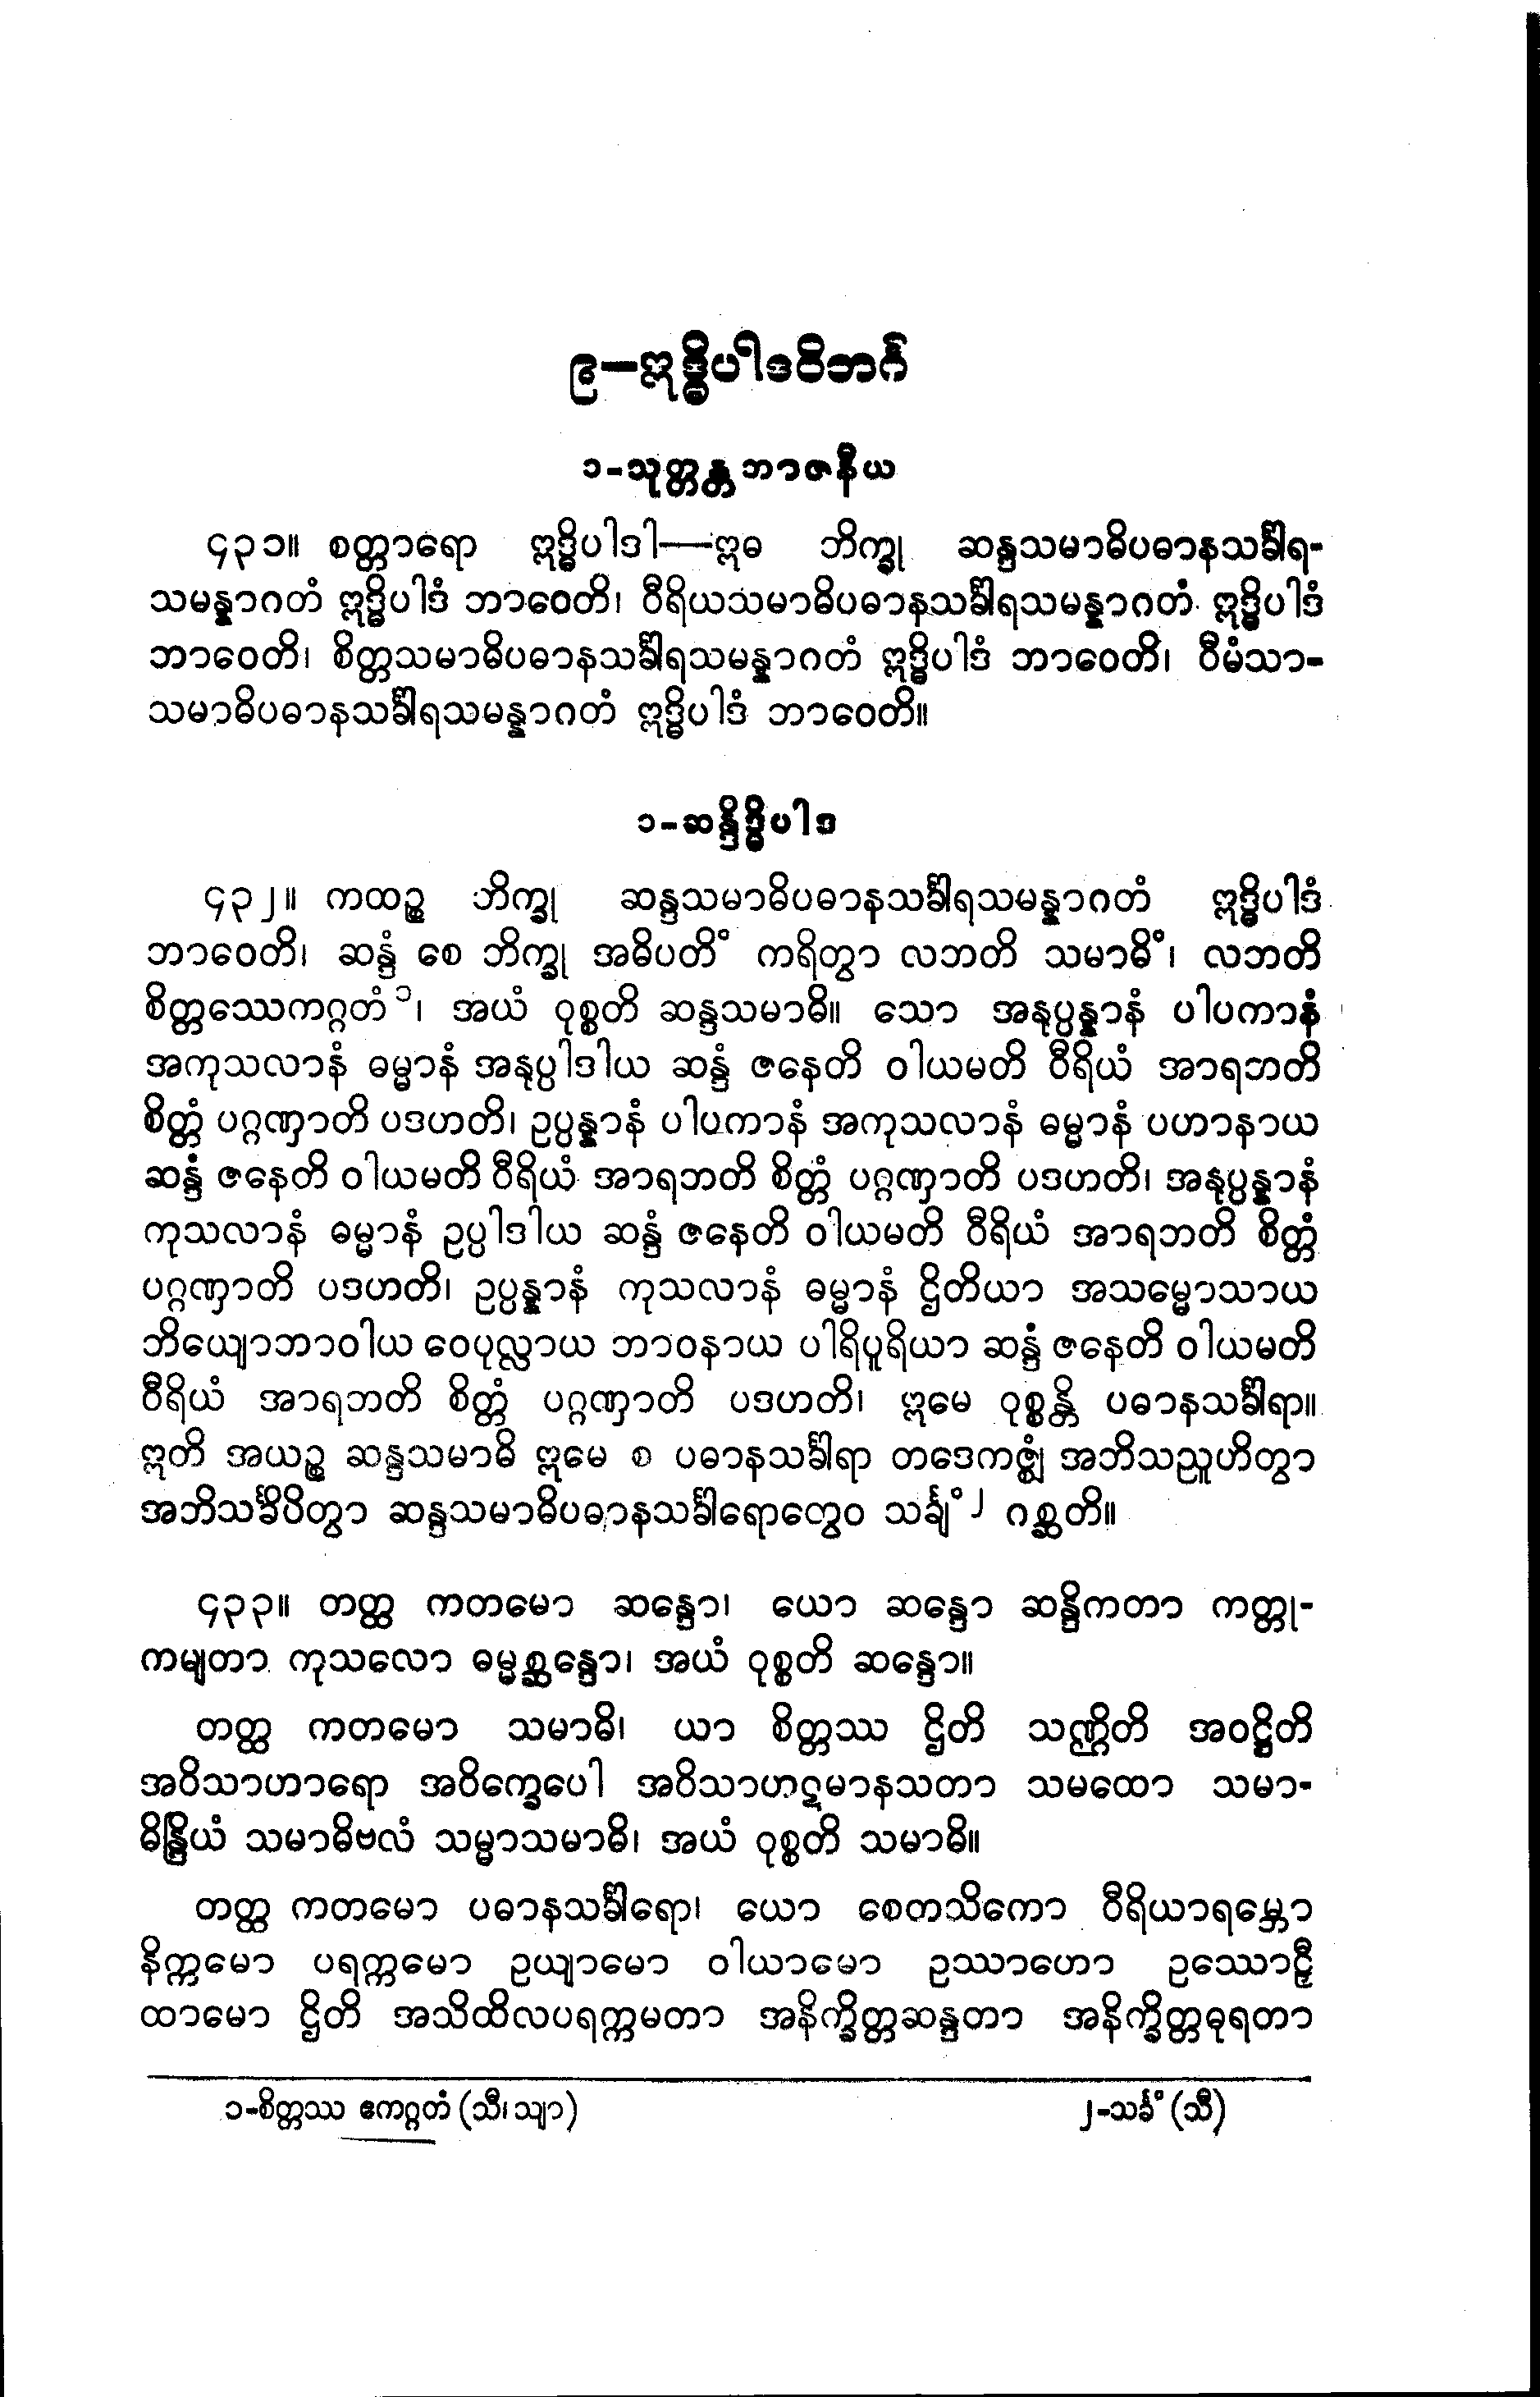 ၉—ဣဒ္ဓိပါဒဝိဘင်္ဂ
၁-သုတ္တန္တဘာဇနီယ
၄၃၁။ စတ္တာရော ဣဒ္ဓိပါဒါ—ဣဓ ဘိက္ခု ဆန္ဒသမာဓိပဓာနသင်္ခါရ-
သမန္နာဂတံ ဣဒ္ဓိပါဒံ ဘာဝေတိ၊ ဝီရိယသမာဓိပဓာနသင်္ခါရသမန္နာဂတံ ဣဒ္ဓိပါဒံ
ဘာဝေတိ၊ စိတ္တသမာဓိပဓာနသင်္ခါရသမန္နာဂတံ ဣဒ္ဓိပါဒံ ဘာဝေတိ၊ ဝီမံသာ-
သမာဓိပဓာနသင်္ခါရသမန္နာဂတံ ဣဒ္ဓိပါဒံ ဘာဝေတိ။
၁-ဆန္ဒိဒ္ဓိပါဒ
၄၃၂။ ကထဉ္စ ဘိက္ခု ဆန္ဒသမာဓိပဓာနသင်္ခါရသမန္နာဂတံ ဣဒ္ဓိပါဒံ
ဘာဝေတိ၊ ဆန္ဒံ စေ ဘိက္ခု အဓိပတိံ ကရိတွာ လဘတိ သမာဓိံ၊ လဘတိ
စိတ္တဿေကဂ္ဂတံ၁၊ အယံ ဝုစ္စတိ ဆန္ဒသမာဓိ။ သော အနုပ္ပန္နာနံ ပါပကာနံ
အကုသလာနံ ဓမ္မာနံ အနုပ္ပါဒါယ ဆန္ဒံ ဇနေတိ ဝါယမတိ ဝီရိယံ အာရဘတိ
စိတ္တံ ပဂ္ဂဏှာတိ ပဒဟတိ၊ ဥပ္ပန္နာနံ ပါပကာနံ အကုသလာနံ ဓမ္မာနံ ပဟာနာယ
ဆန္ဒံ ဇနေတိ ဝါယမတိ ဝီရိယံ အာရဘတိ စိတ္တံ ပဂ္ဂဏှာတိ ပဒဟတိ၊ အနုပ္ပန္နာနံ
ကုသလာနံ ဓမ္မာနံ ဥပ္ပါဒါယ ဆန္ဒံ ဇနေတိ ဝါယမတိ ဝီရိယံ အာရဘတိ စိတ္တံ
ပဂ္ဂဏှာတိ ပဒဟတိ၊ ဥပ္ပန္နာနံ ကုသလာနံ ဓမ္မာနံ ဌိတိယာ အသမ္မောသာယ
ဘိယျောဘာဝါယ ဝေပုလ္လာယ ဘာဝနာယ ပါရိပူရိယာ ဆန္ဒံ ဇနေတိ ဝါယမတိ
ဝီရိယံ အာရဘတိ စိတ္တံ ပဂ္ဂဏှာတိ ပဒဟတိ၊ ဣမေ ဝုစ္စန္တိ ပဓာနသင်္ခါရာ။
ဣတိ အယဉ္စ ဆန္ဒသမာဓိ ဣမေ စ ပဓာနသင်္ခါရာ တဒေကဇ္ဈံ အဘိသညူဟိတွာ
အဘိသင်္ခိပိတွာ ဆန္ဒသမာဓိပဓာနသင်္ခါရောတွေဝ သင်္ချံ၂ ဂစ္ဆတိ။
၄၃၃။ တတ္ထ ကတမော ဆန္ဒော၊ ယော ဆန္ဒော ဆန္ဒိကတာ ကတ္တု-
ကမျတာ ကုသလော ဓမ္မစ္ဆန္ဒော၊ အယံ ဝုစ္စတိ ဆန္ဒော။
တတ္ထ ကတမော သမာဓိ၊ ယာ စိတ္တဿ ဌိတိ သဏ္ဌိတိ အဝဋ္ဌိတိ
အဝိသာဟာရော အဝိက္ခေပေါ အဝိသာဟဋမာနသတာ သမထော သမာ-
ဓိန္ဒြိယံ သမာဓိဗလံ သမ္မာသမာဓိ၊ အယံ ဝုစ္စတိ သမာဓိ။
တတ္ထ ကတမော ပဓာနသင်္ခါရော၊ ယော စေတသိကော ဝီရိယာရမ္ဘော
နိက္ကမော ပရက္ကမော ဥယျာမော ဝါယာမော ဥဿာဟော ဥဿောဠှီ
ထာမော ဌိတိ အသိထိလပရက္ကမတာ အနိက္ခိတ္တဆန္ဒတာ အနိက္ခိတ္တဓုရတာ
၁-စိတ္တဿ ဧကဂ္ဂတံ (သီ၊သျာ) ၂-သင်္ခံ (သီ)